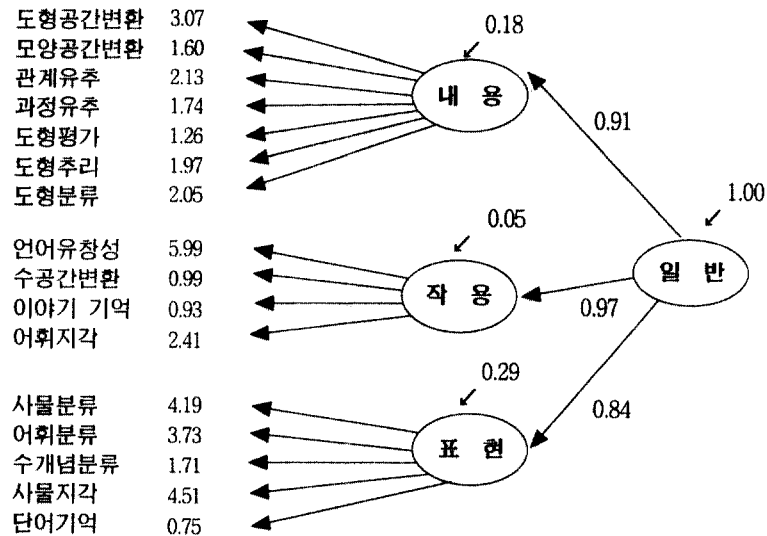 도형공간변환 3.07
모양공간변환 1.60
관계유추 2.13
과정유추 1.74
도형평가 1.26
도형추리 1.97
도형분류 2.05
0.18
내 용
0.91
1.00
일 반
언어유창성 5.99
수공간변환 0.99
이야기 기억 0.93
어휘지각 2.41
0.05
작 용
0.97
사물분류 4.19
어휘분류 3.73
수개념분류 1.71
사물지각 4.51
단어기억 0.75
0.29
표 현
0.84